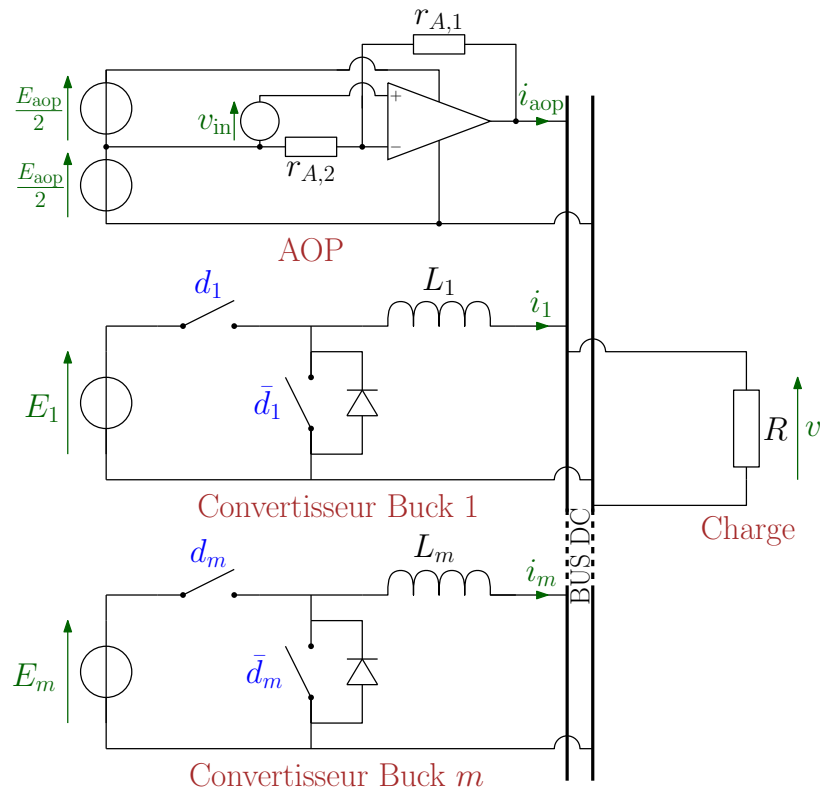 r_{A,1}
E_aop/2
v_in
+
i_aop
−
r_{A,2}
E_aop/2
AOP
d_1
L_1
i_1
E_1
d̄_1
R
v
Convertisseur Buck 1
Charge
BUS DC
d_m
L_m
i_m
E_m
d̄_m
Convertisseur Buck m